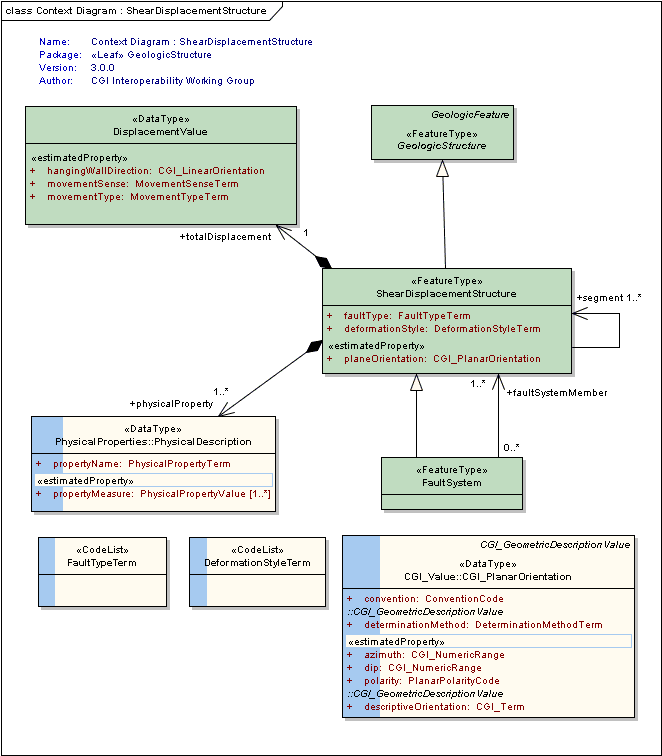 class Context Diagram : ShearDisplacementStructure
Name: Context Diagram : ShearDisplacementStructure
Package: «Leaf» GeologicStructure
Version: 3.0.0
Author: CGI Interoperability Working Group
«DataType»
DisplacementValue
«estimatedProperty»
+ hangingWallDirection: CGI_LinearOrientation
+ movementSense: MovementSenseTerm
+ movementType: MovementTypeTerm
GeologicFeature
«FeatureType»
GeologicStructure
+totalDisplacement
1
«FeatureType»
ShearDisplacementStructure
+ faultType: FaultTypeTerm
+ deformationStyle: DeformationStyleTerm
«estimatedProperty»
+ planeOrientation: CGI_PlanarOrientation
+segment 1..*
1..*
+physicalProperty
1..*
+faultSystemMember
0..*
«DataType»
PhysicalProperties::PhysicalDescription
+ propertyName: PhysicalPropertyTerm
«estimatedProperty»
+ propertyMeasure: PhysicalPropertyValue [1..*]
«FeatureType»
FaultSystem
«CodeList»
FaultTypeTerm
«CodeList»
DeformationStyleTerm
CGI_GeometricDescriptionValue
«DataType»
CGI_Value::CGI_PlanarOrientation
+ convention: ConventionCode
::CGI_GeometricDescriptionValue
+ determinationMethod: DeterminationMethodTerm
«estimatedProperty»
+ azimuth: CGI_NumericRange
+ dip: CGI_NumericRange
+ polarity: PlanarPolarityCode
::CGI_GeometricDescriptionValue
+ descriptiveOrientation: CGI_Term